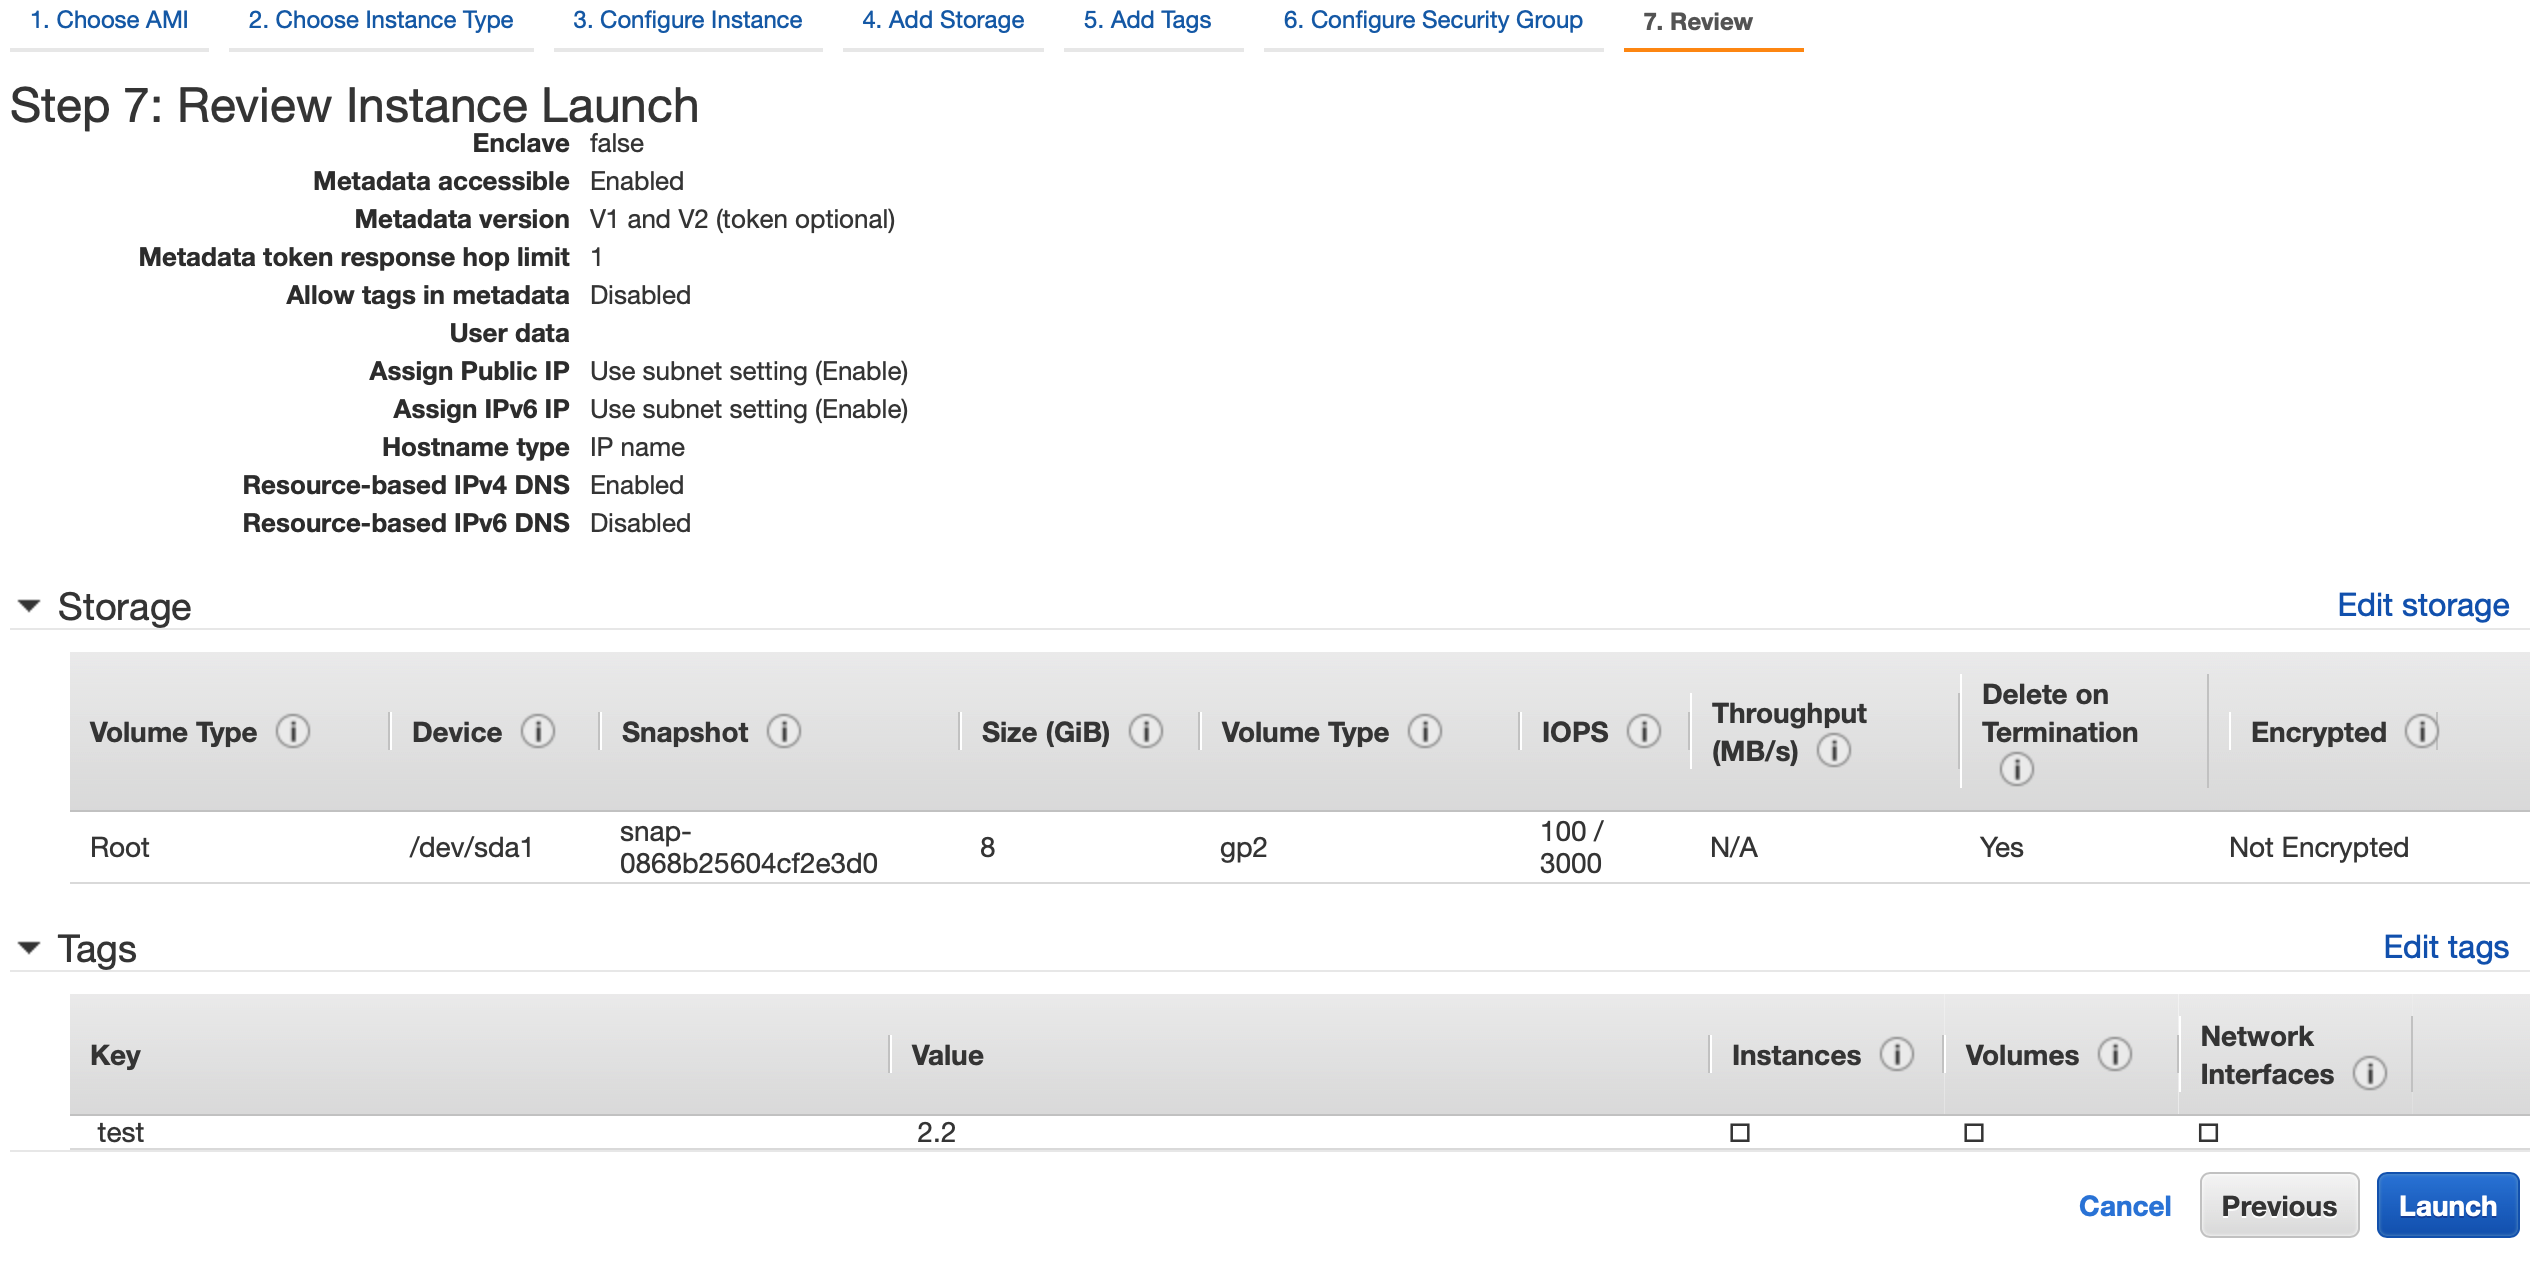 1. Choose AMI 2. Choose Instance Type 3. Configure Instance 4. Add Storage 5. Add Tags 6. Configure Security Group 7. Review
Step 7: Review Instance Launch
Enclave false
Metadata accessible Enabled
Metadata version V1 and V2 (token optional)
Metadata token response hop limit 1
Allow tags in metadata Disabled
User data
Assign Public IP Use subnet setting (Enable)
Assign IPv6 IP Use subnet setting (Enable)
Hostname type IP name
Resource-based IPv4 DNS Enabled
Resource-based IPv6 DNS Disabled
Storage Edit storage
Volume Type Device Snapshot Size (GiB) Volume Type IOPS Throughput (MB/s) Delete on Termination Encrypted
Root /dev/sda1 snap-0868b25604cf2e3d0 8 gp2 100 / 3000 N/A Yes Not Encrypted
Tags Edit tags
Key Value Instances Volumes Network Interfaces
test 2.2
Cancel Previous Launch